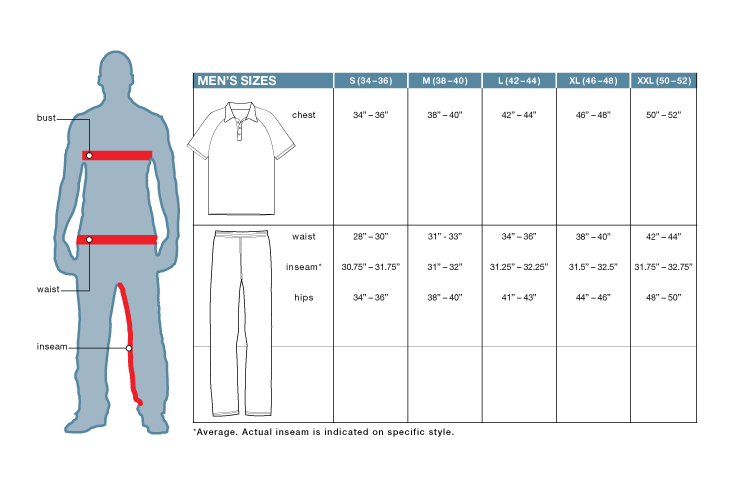 MEN'S SIZES S (34–36) M (38–40) L (42–44) XL (46–48) XXL (50–52)
bust
chest 34" – 36" 38" – 40" 42" – 44" 46" – 48" 50" – 52"
waist 28" – 30" 31" - 33" 34" – 36" 38" – 40" 42" – 44"
inseam* 30.75" – 31.75" 31" – 32" 31.25" – 32.25" 31.5" – 32.5" 31.75" – 32.75"
hips 34" – 36" 38" – 40" 41" – 43" 44" – 46" 48" – 50"
waist
inseam
*Average. Actual inseam is indicated on specific style.